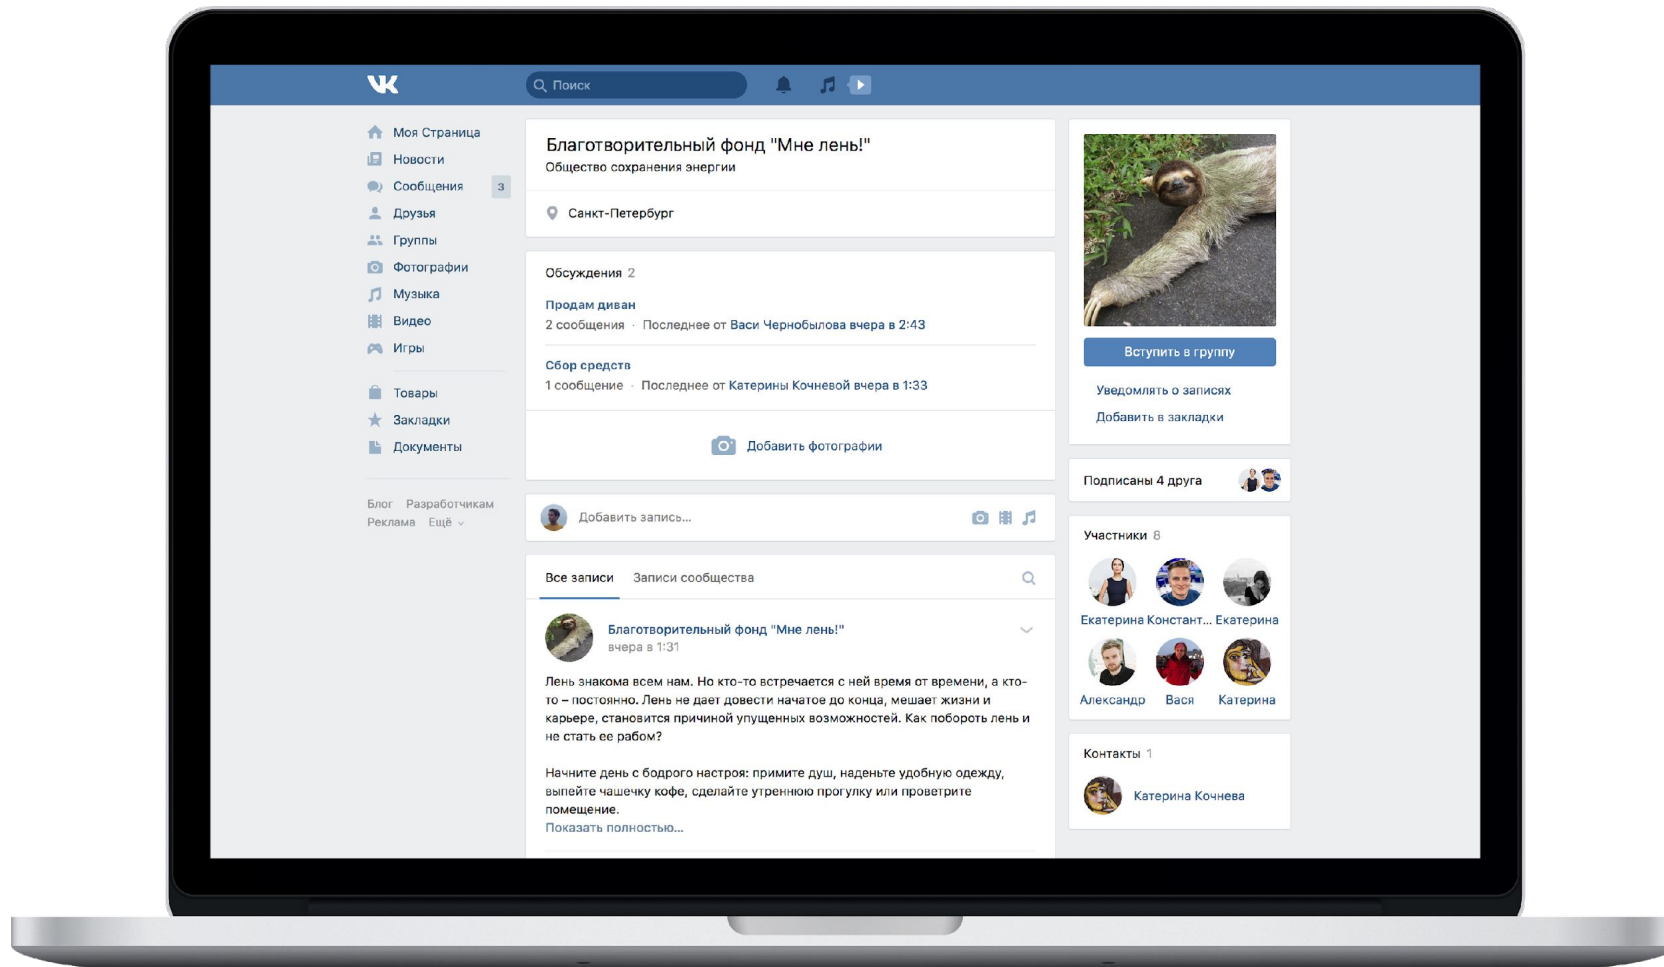 Поиск
Моя Страница
Новости
Сообщения 3
Друзья
Группы
Фотографии
Музыка
Видео
Игры
Товары
Закладки
Документы
Блог Разработчикам
Реклама Ещё
Благотворительный фонд "Мне лень!"
Общество сохранения энергии
Санкт-Петербург
Обсуждения 2
Продам диван
2 сообщения · Последнее от Васи Чернобылова вчера в 2:43
Сбор средств
1 сообщение · Последнее от Катерины Кочневой вчера в 1:33
Добавить фотографии
Добавить запись...
Все записи Записи сообщества
Благотворительный фонд "Мне лень!"
вчера в 1:31
Лень знакома всем нам. Но кто-то встречается с ней время от времени, а кто-
то – постоянно. Лень не дает довести начатое до конца, мешает жизни и
карьере, становится причиной упущенных возможностей. Как побороть лень и
не стать ее рабом?
Начните день с бодрого настроя: примите душ, наденьте удобную одежду,
выпейте чашечку кофе, сделайте утреннюю прогулку или проветрите
помещение.
Показать полностью...
Вступить в группу
Уведомлять о записях
Добавить в закладки
Подписаны 4 друга
Участники 8
Екатерина Констант... Екатерина
Александр Вася Катерина
Контакты 1
Катерина Кочнева